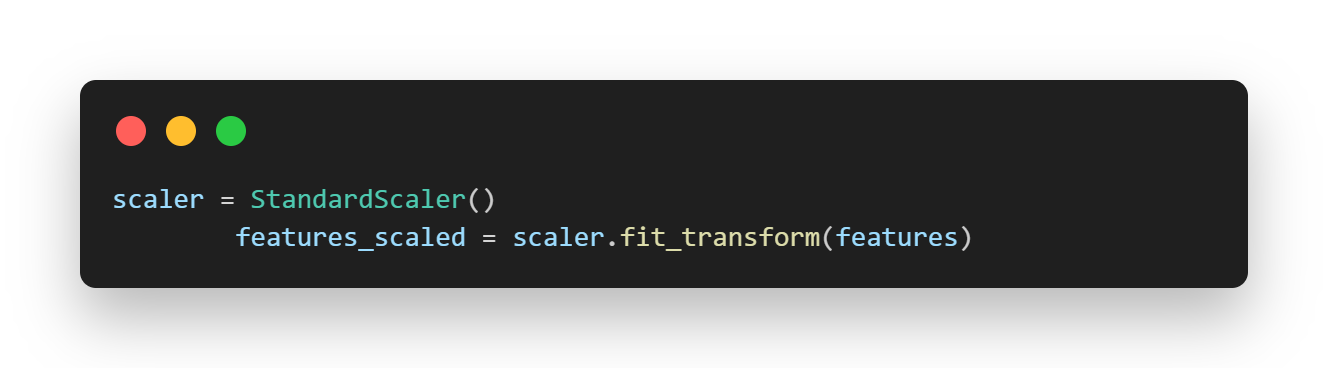 scaler = StandardScaler()
        features_scaled = scaler.fit_transform(features)